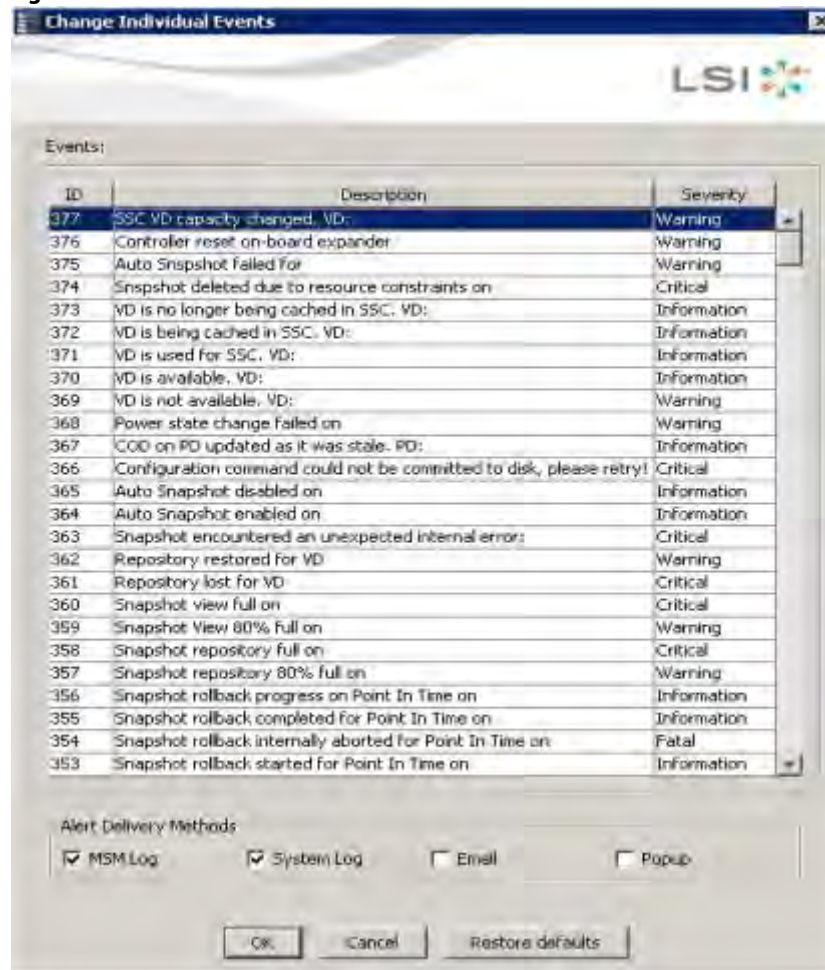 Change Individual Events
LSI
Events:
ID Description Severity
377 SSC VD capacity changed. VD: Warning
376 Controller reset on-board expander Warning
375 Auto Snspshot failed for Warning
374 Snspshot deleted due to resource constraints on Critical
373 VD is no longer being cached in SSC. VD: Information
372 VD is being cached in SSC. VD: Information
371 VD is used for SSC. VD: Information
370 VD is available. VD: Information
369 VD is not available. VD: Warning
368 Power state change failed on Warning
367 COD on PD updated as it was stale. PD: Information
366 Configuration command could not be committed to disk, please retry! Critical
365 Auto Snapshot disabled on Information
364 Auto Snapshot enabled on Information
363 Snapshot encountered an unexpected internal error: Critical
362 Repository restored for VD Warning
361 Repository lost for VD Critical
360 Snapshot view full on Critical
359 Snapshot View 80% full on Warning
358 Snapshot repository full on Critical
357 Snapshot repository 80% full on Warning
356 Snapshot rollback progress on Point In Time on Information
355 Snapshot rollback completed for Point In Time on Information
354 Snapshot rollback internally aborted for Point In Time on Fatal
353 Snapshot rollback started for Point In Time on Information
Alert Delivery Methods
MSM Log System Log Email Popup
OK Cancel Restore defaults